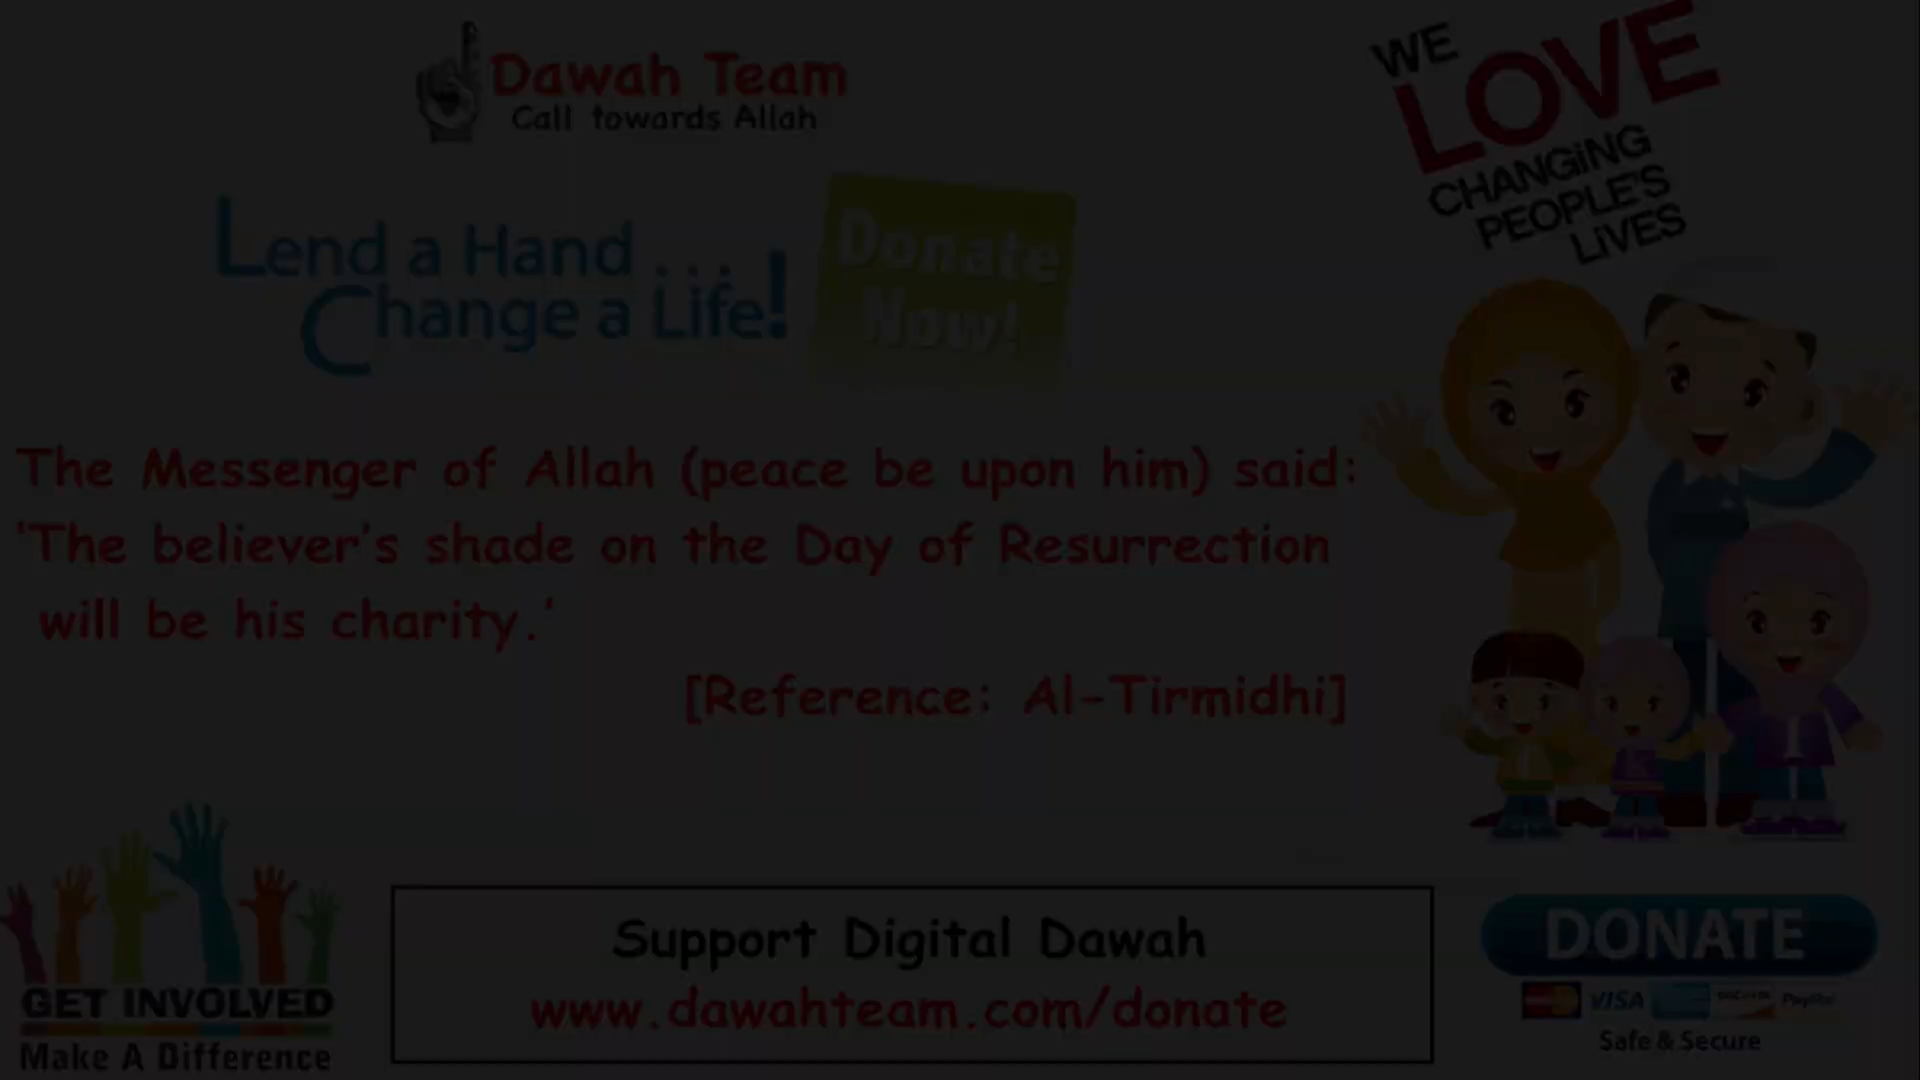 Dawah Team
Call towards Allah
WE
LOVE
CHANGiNG
PEOPLE'S
LiVES
Lend a Hand ...
Change a Life!
Donate
Now!
The Messenger of Allah (peace be upon him) said:
'The believer's shade on the Day of Resurrection
will be his charity.'
[Reference: Al-Tirmidhi]
GET INVOLVED
Make A Difference
Support Digital Dawah
www.dawahteam.com/donate
DONATE
VISA DISCOVER PayPal
Safe & Secure